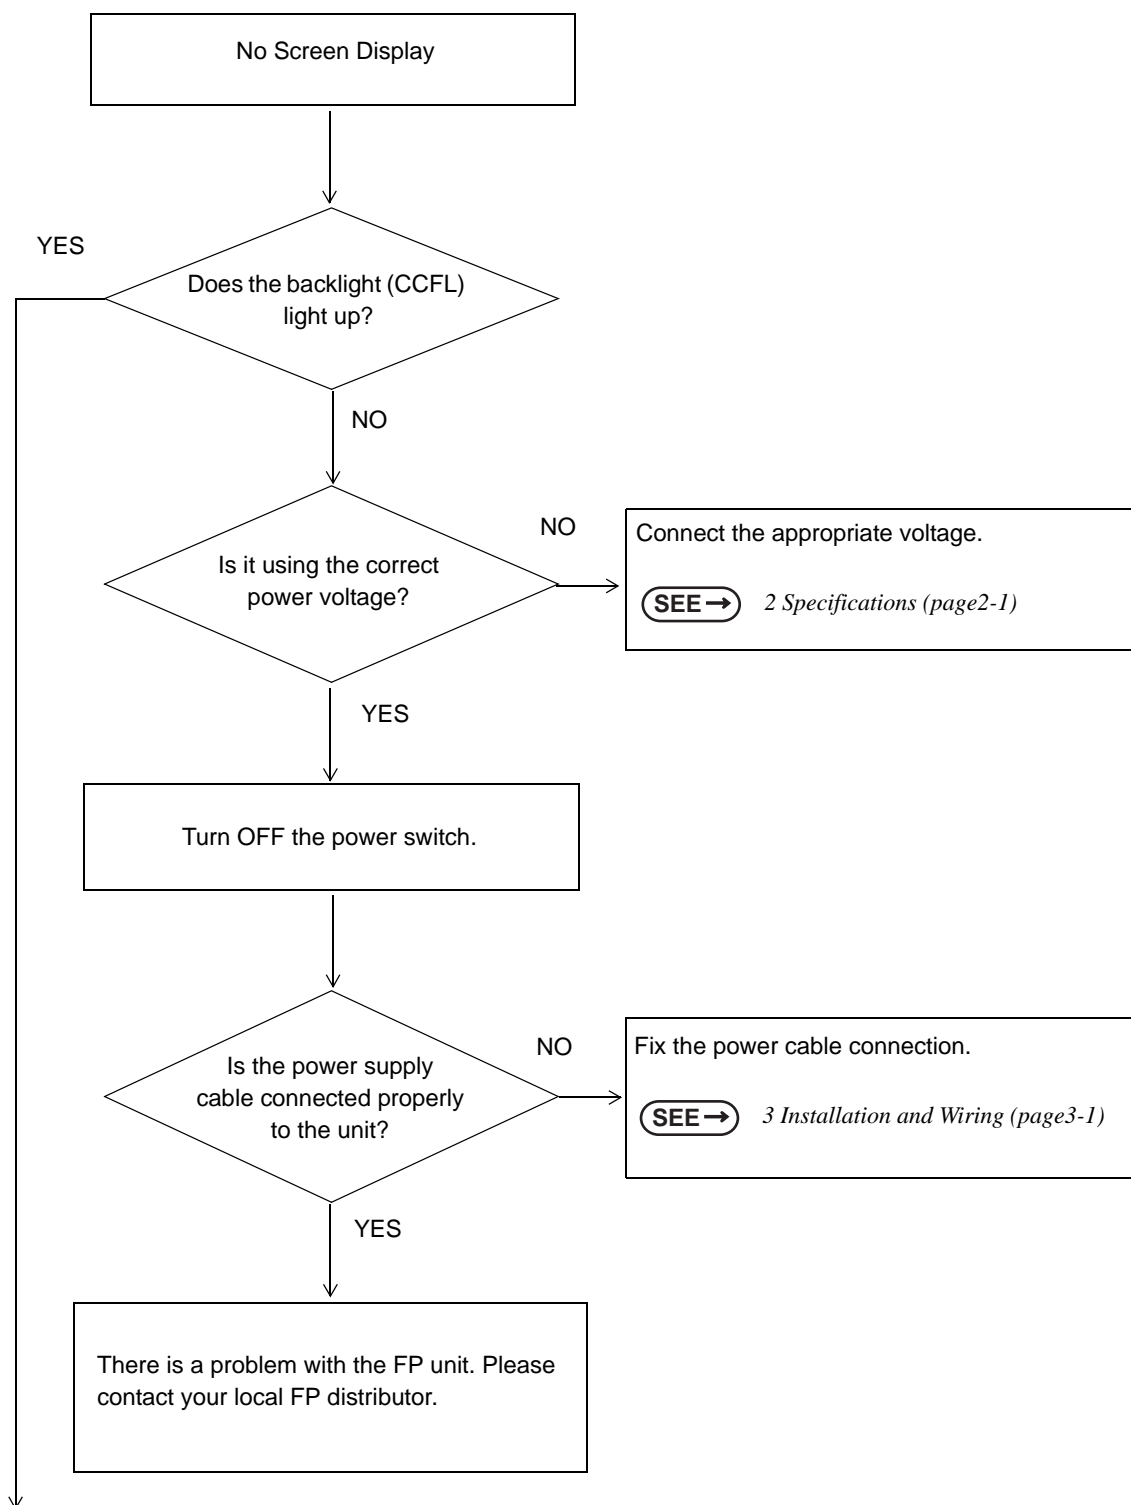 No Screen Display
YES
Does the backlight (CCFL)
light up?
NO
Is it using the correct
power voltage?
NO
Connect the appropriate voltage.
SEE→ 2 Specifications (page2-1)
YES
Turn OFF the power switch.
Is the power supply
cable connected properly
to the unit?
NO
Fix the power cable connection.
SEE→ 3 Installation and Wiring (page3-1)
YES
There is a problem with the FP unit. Please
contact your local FP distributor.